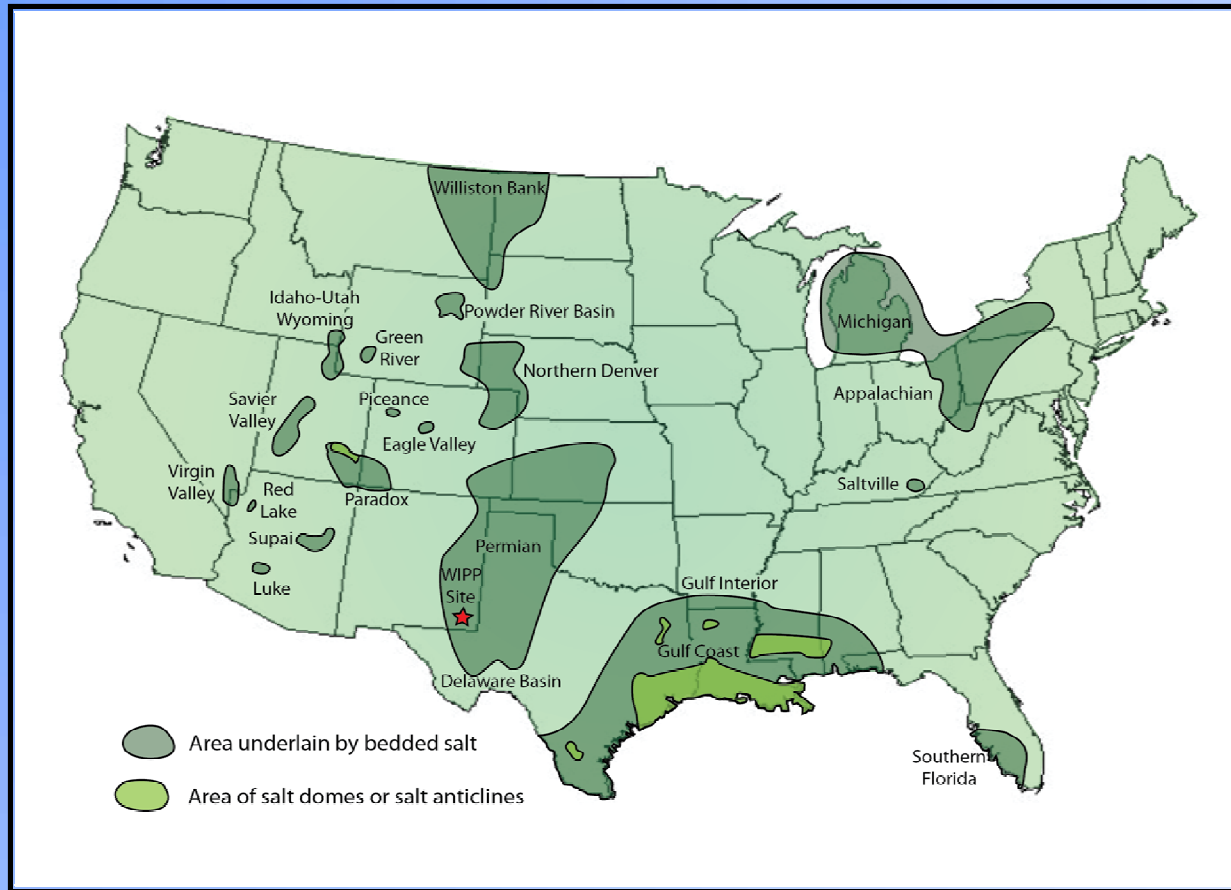 Williston Bank
Idaho-Utah
Wyoming
Powder River Basin
Green
River
Michigan
Northern Denver
Savier
Valley
Piceance
Appalachian
Eagle Valley
Virgin
Valley
Red
Lake
Paradox
Saltville
Supai
Permian
Luke
WIPP
Site
Gulf Interior
Gulf Coast
Delaware Basin
Area underlain by bedded salt
Southern
Florida
Area of salt domes or salt anticlines